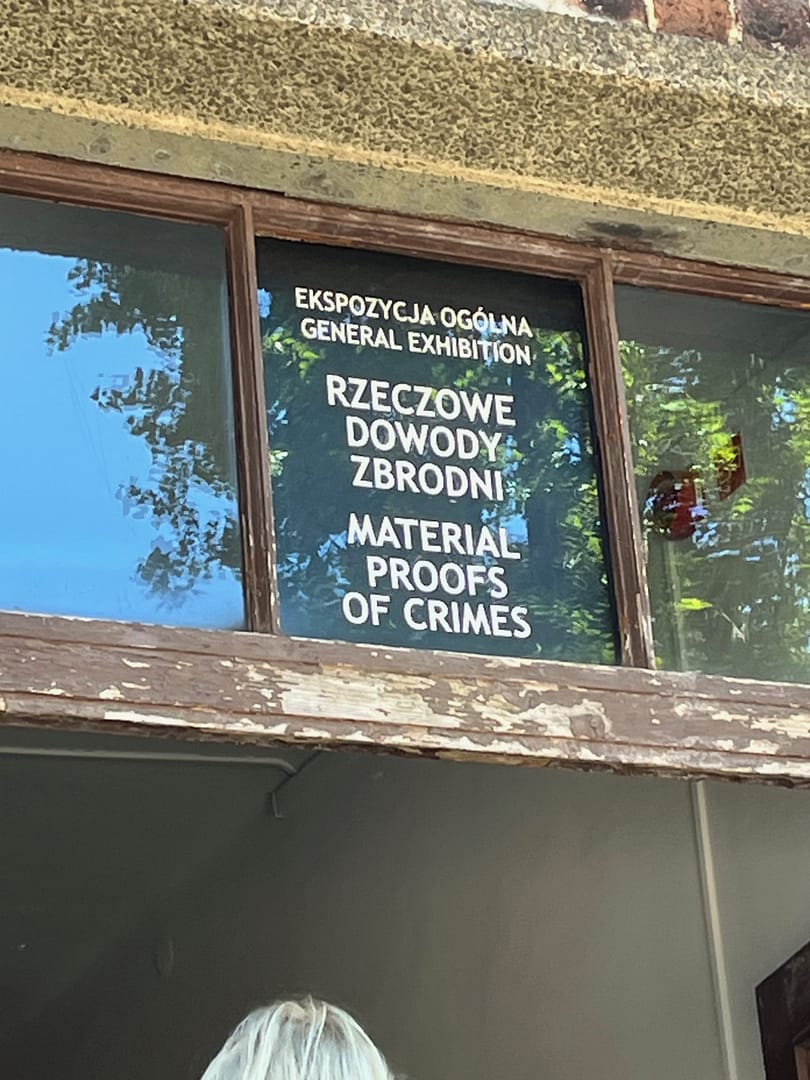 EKSPOZYCJA OGÓLNA
GENERAL EXHIBITION
RZECZOWE
DOWODY
ZBRODNI
MATERIAL
PROOFS
OF CRIMES